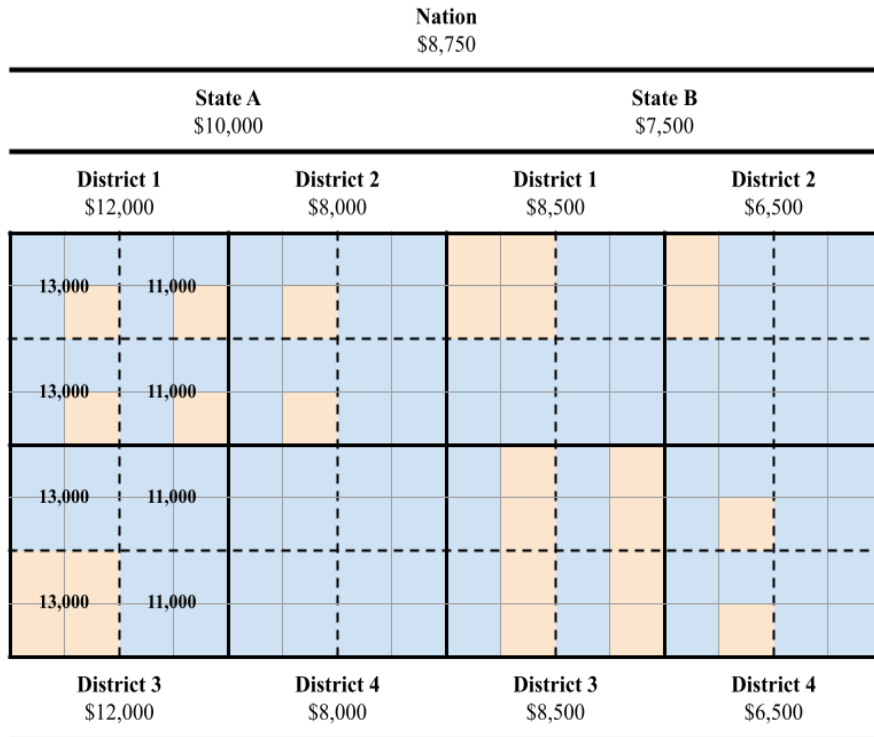 Nation
$8,750
State A State B
$10,000 $7,500
District 1 District 2 District 1 District 2
$12,000 $8,000 $8,500 $6,500
13,000 11,000
13,000 11,000
13,000 11,000
13,000 11,000
District 3 District 4 District 3 District 4
$12,000 $8,000 $8,500 $6,500